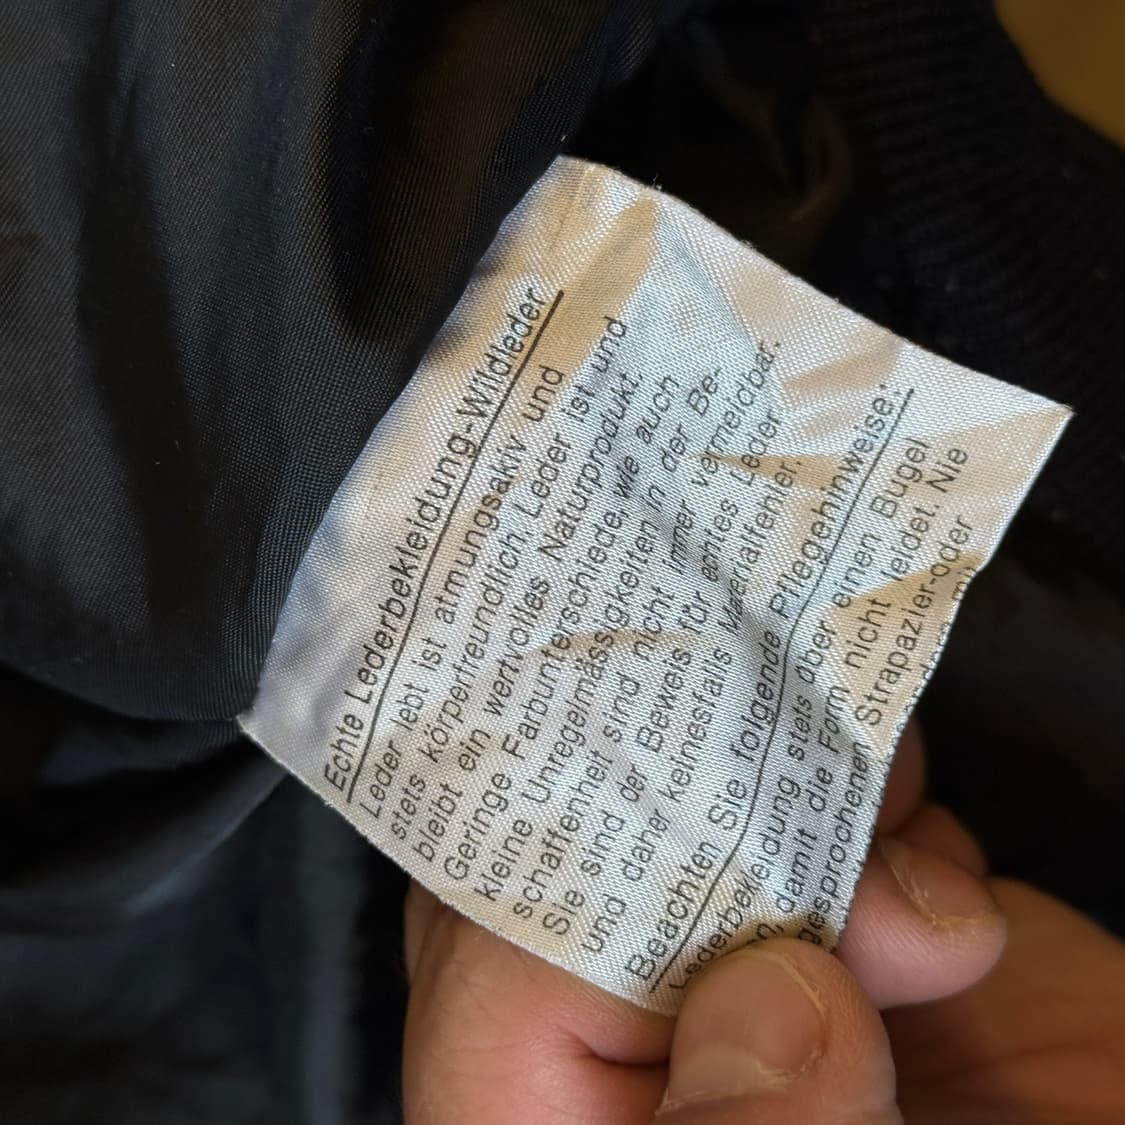 Echte Lederbekleidung-Wildleder
Leder lebt ist atmungsakiv und
stets körperfreundlich. Leder ist und
bleibt ein wertvolles Naturprodukt.
Geringe Farbunterschiede, wie auch
kleine Unregelmässigkeiten in der Be-
schaffenheit sind nicht immer vermeidbar.
Sie sind der Beweis für echtes Leder
und daher keinesfalls Materialfehler.
Beachten Sie folgende Pflegehinweise:
Lederbekleidung stets über einen Bugel
damit die Form nicht leidet. Nie
gesprochenen Strapazier-oder